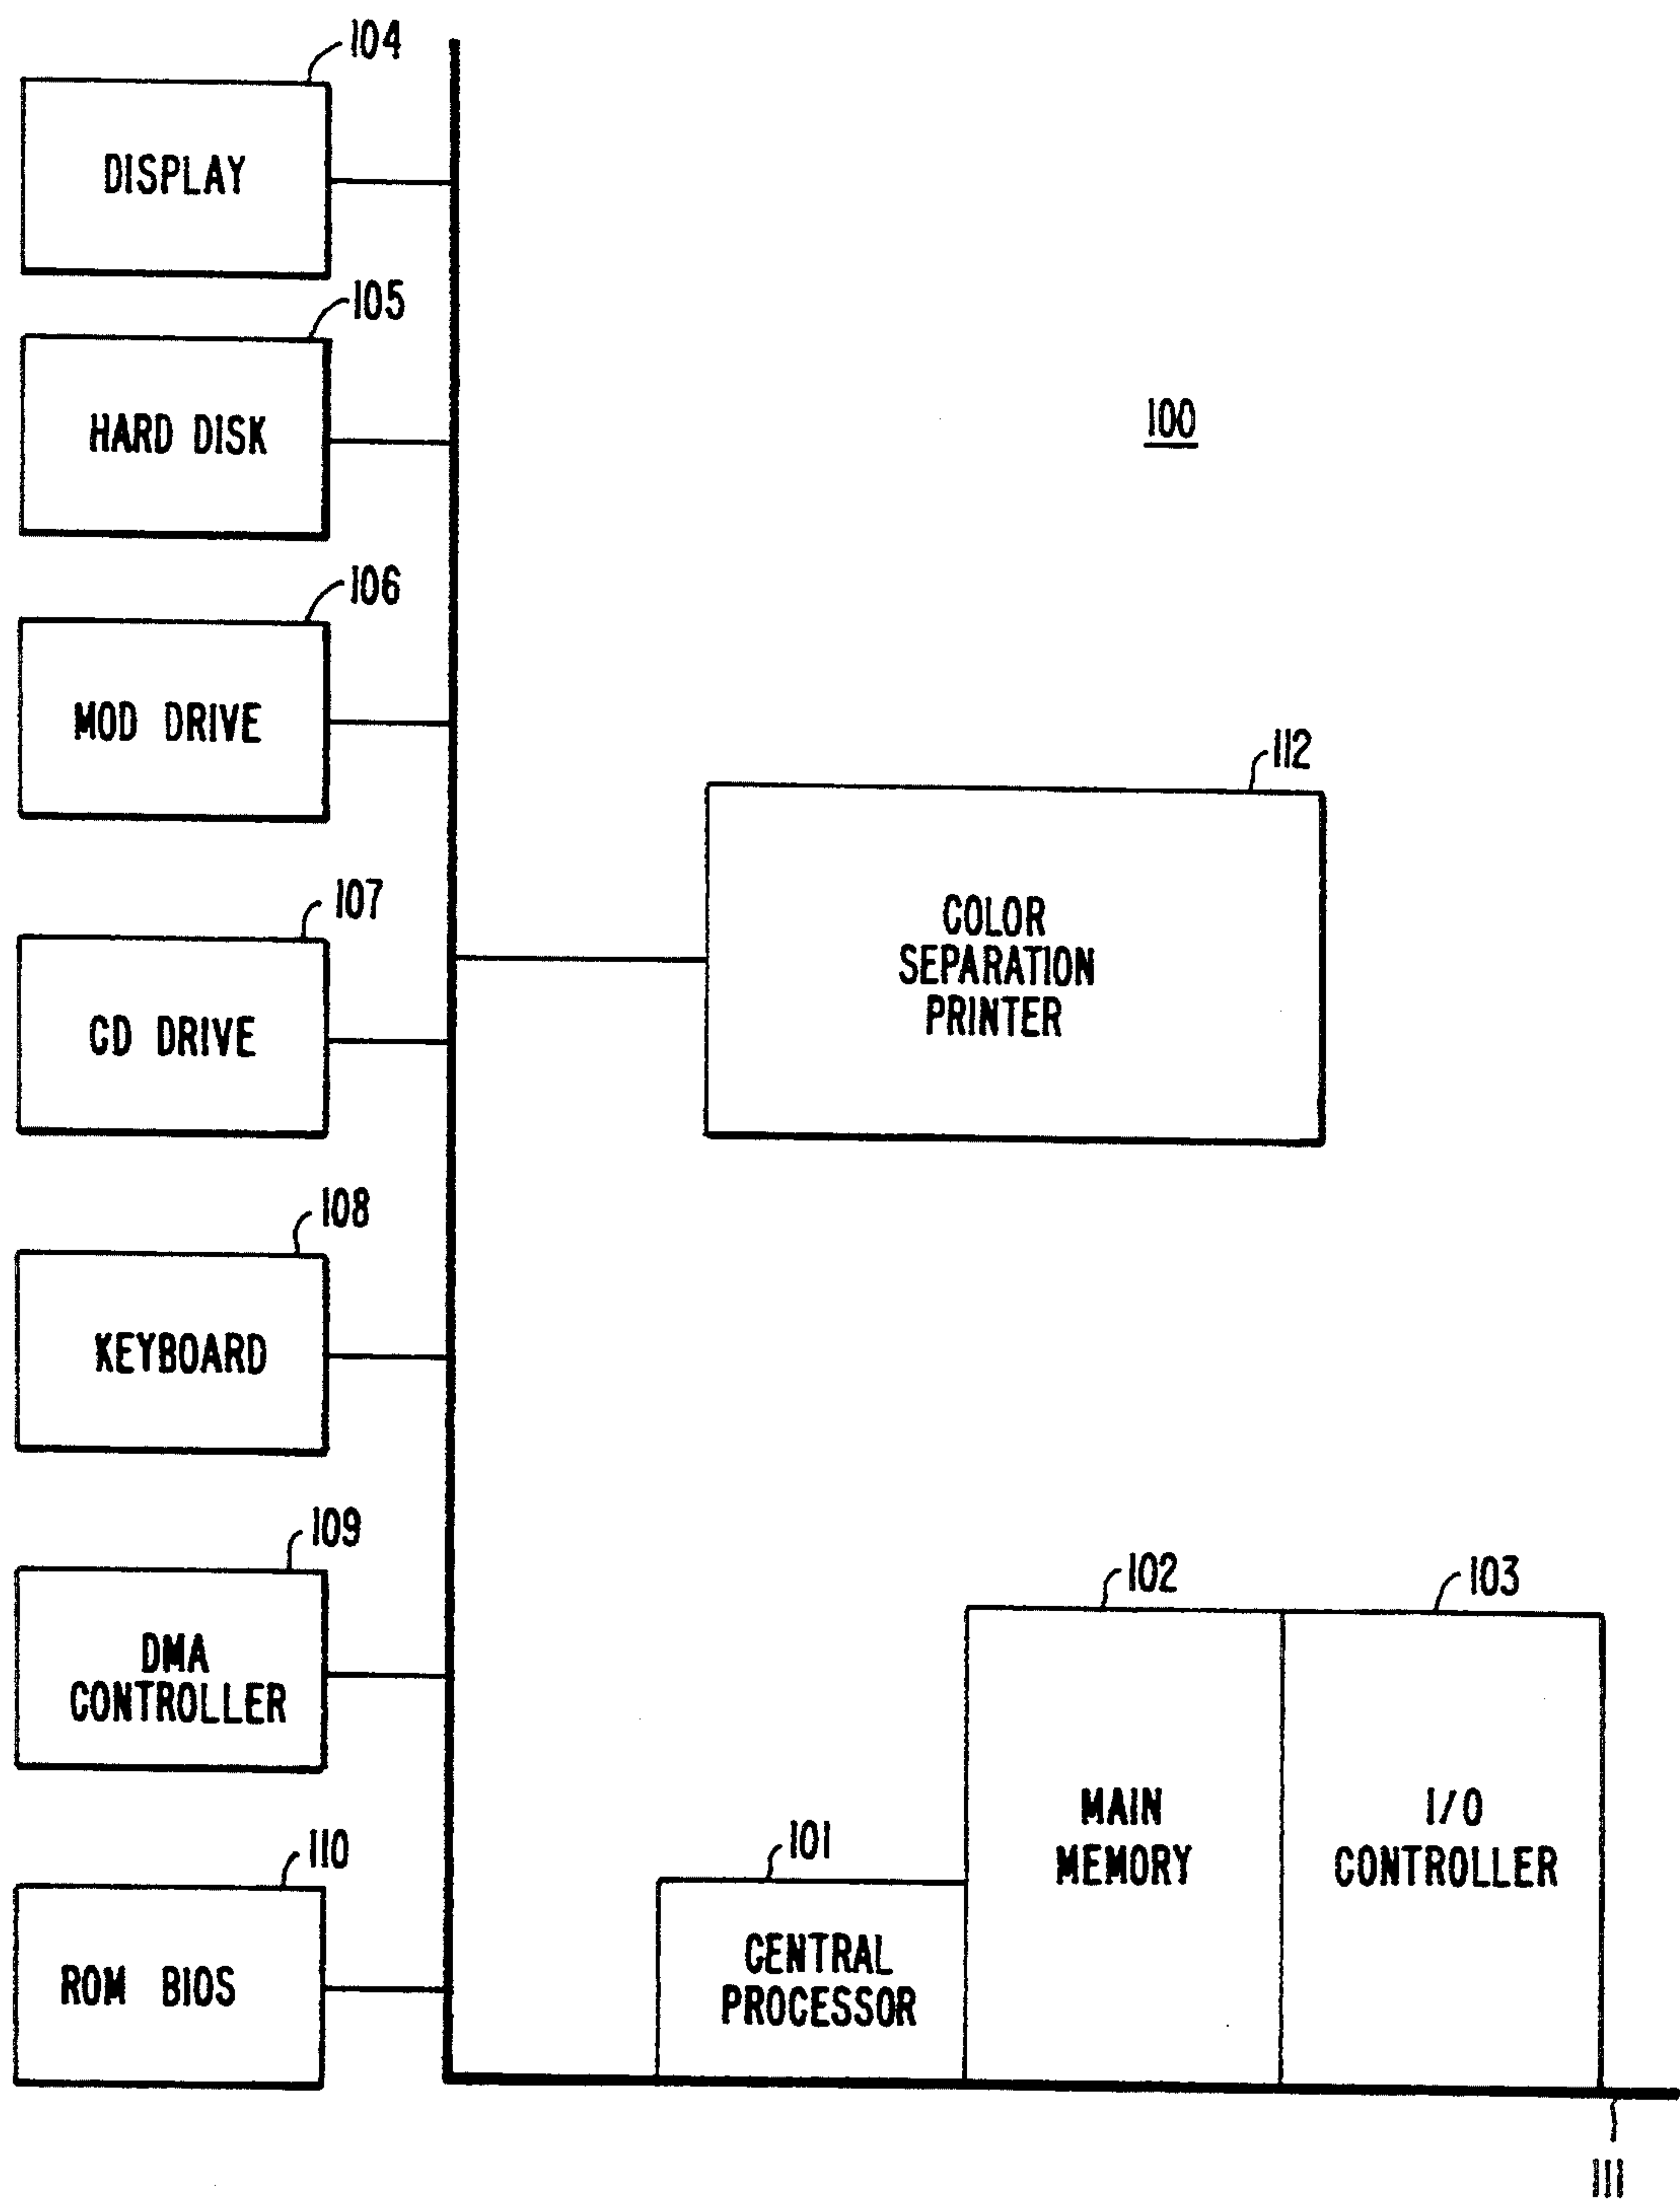 104
DISPLAY
105
HARD DISK
100
106
MOD DRIVE
112
COLOR
SEPARATION
PRINTER
107
CD DRIVE
108
KEYBOARD
109
DMA
CONTROLLER
102
103
MAIN
MEMORY
I/O
CONTROLLER
101
CENTRAL
PROCESSOR
110
ROM BIOS
111